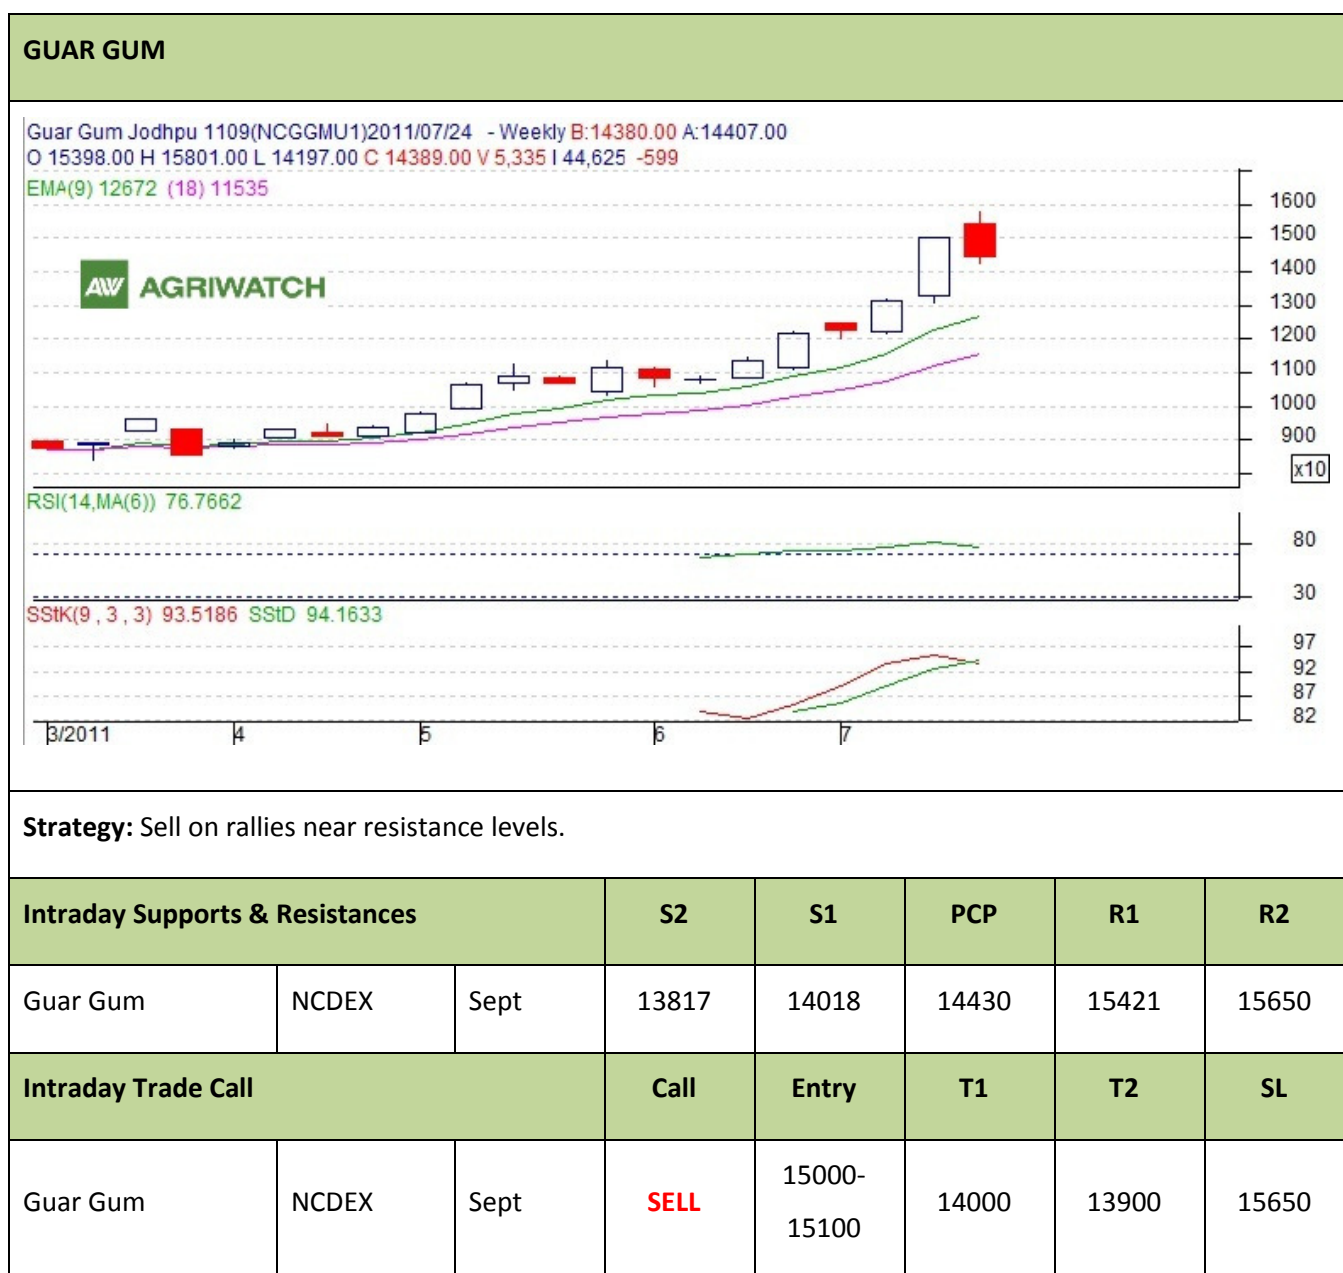 GUAR GUM
Guar Gum Jodhpu 1109(NCGGMU1)2011/07/24 - Weekly B:14380.00 A:14407.00
O 15398.00 H 15801.00 L 14197.00 C 14389.00 V 5,335 I 44,625 -599
EMA(9) 12672 (18) 11535
AW AGRIWATCH
1600
1500
1400
1300
1200
1100
1000
900
x10
RSI(14,MA(6)) 76.7662
80
30
SStK(9 , 3 , 3) 93.5186 SStD 94.1633
97
92
87
82
3/2011 4 5 6 7
Strategy: Sell on rallies near resistance levels.
Intraday Supports & Resistances S2 S1 PCP R1 R2
Guar Gum NCDEX Sept 13817 14018 14430 15421 15650
Intraday Trade Call Call Entry T1 T2 SL
Guar Gum NCDEX Sept SELL 15000-
15100 14000 13900 15650